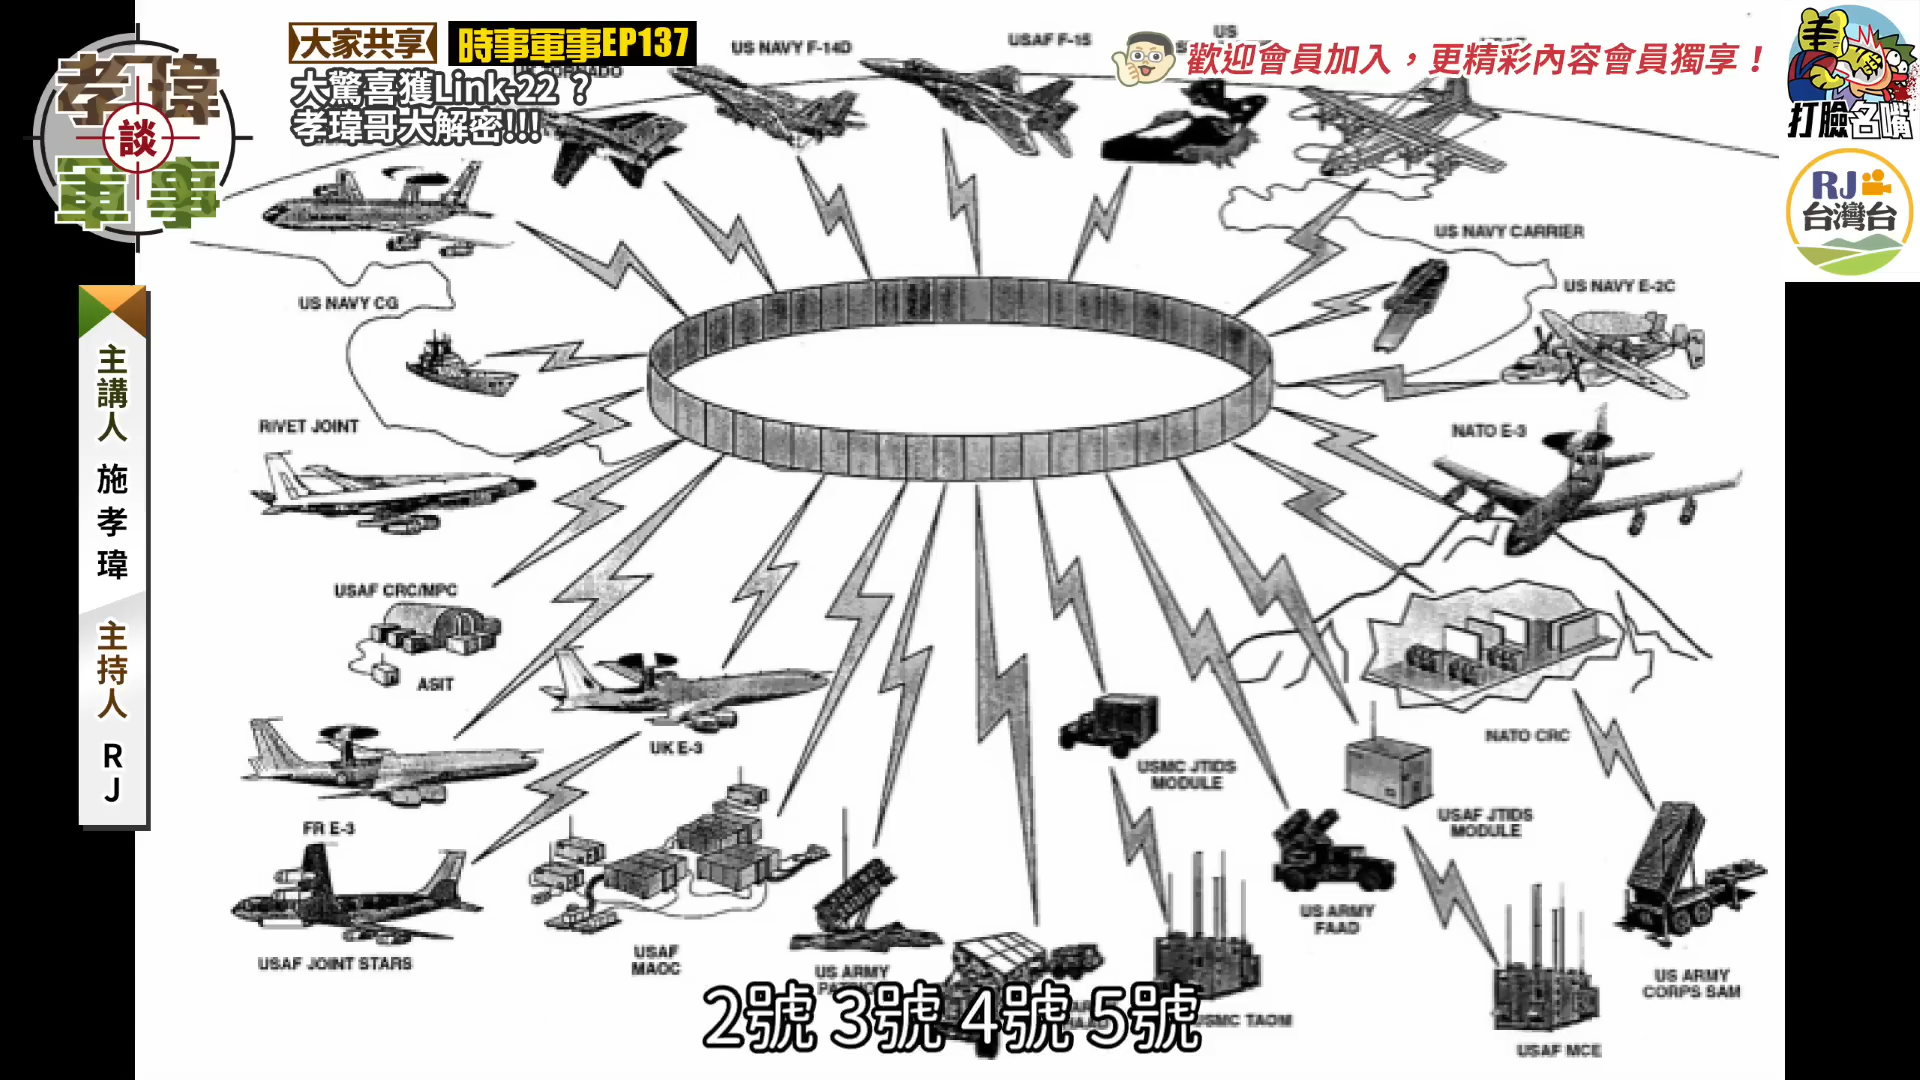 孝瑋
談
軍事
大家共享
時事軍事EP137
大驚喜獲Link-22 ?
孝瑋哥大解密!!!
歡迎會員加入，更精彩內容會員獨享！
打臉名嘴
RJ
台灣台
主講人 施孝瑋 主持人 RJ
US NAVY F-14D
USAF F-15
US
US NAVY CARRIER
US NAVY E-2C
US NAVY CG
RIVET JOINT
NATO E-3
USAF CRC/MPC
ASIT
UK E-3
NATO CRC
USMC JTIDS
MODULE
USAF JTIDS
MODULE
FR E-3
US ARMY
FAAD
USAF JOINT STARS
USAF
MAOC
US ARMY
US ARMY
CORPS SAM
USMC TAOM
USAF MCE
2號 3號 4號 5號